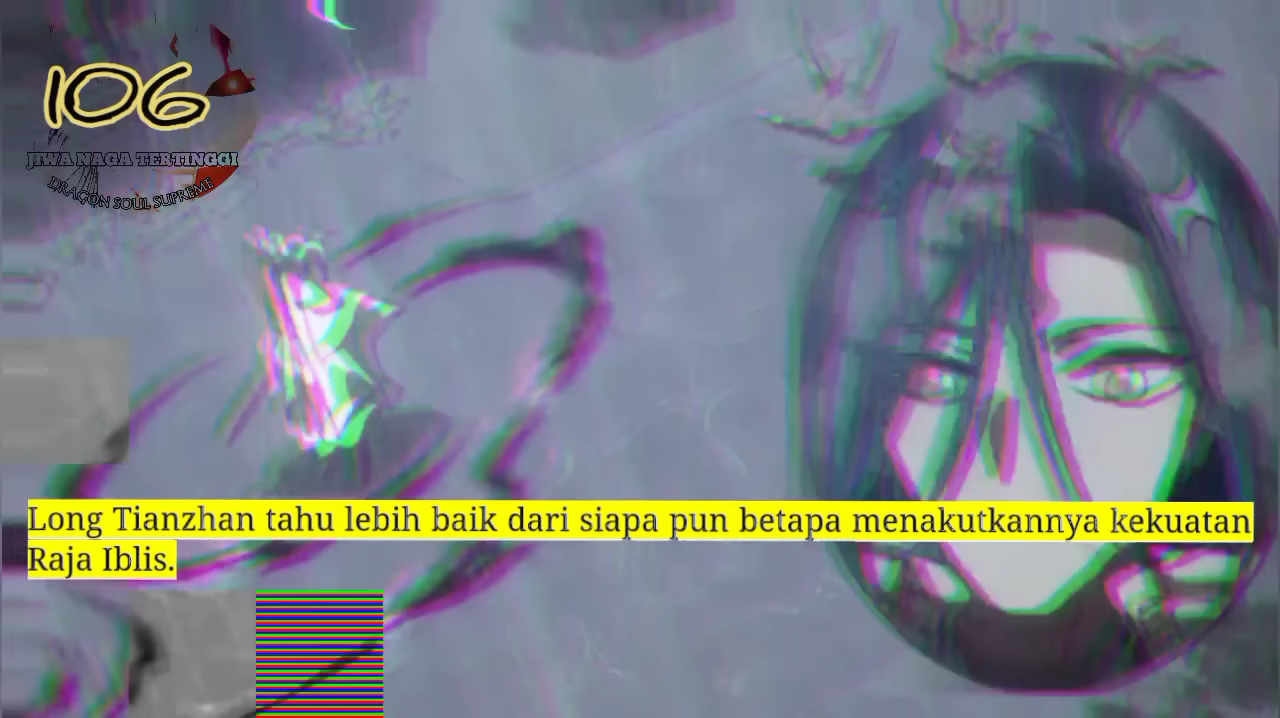 106
JIWA NAGA TERTINGGI
DRAGON SOUL SUPREME
Long Tianzhan tahu lebih baik dari siapa pun betapa menakutkannya kekuatan
Raja Iblis.